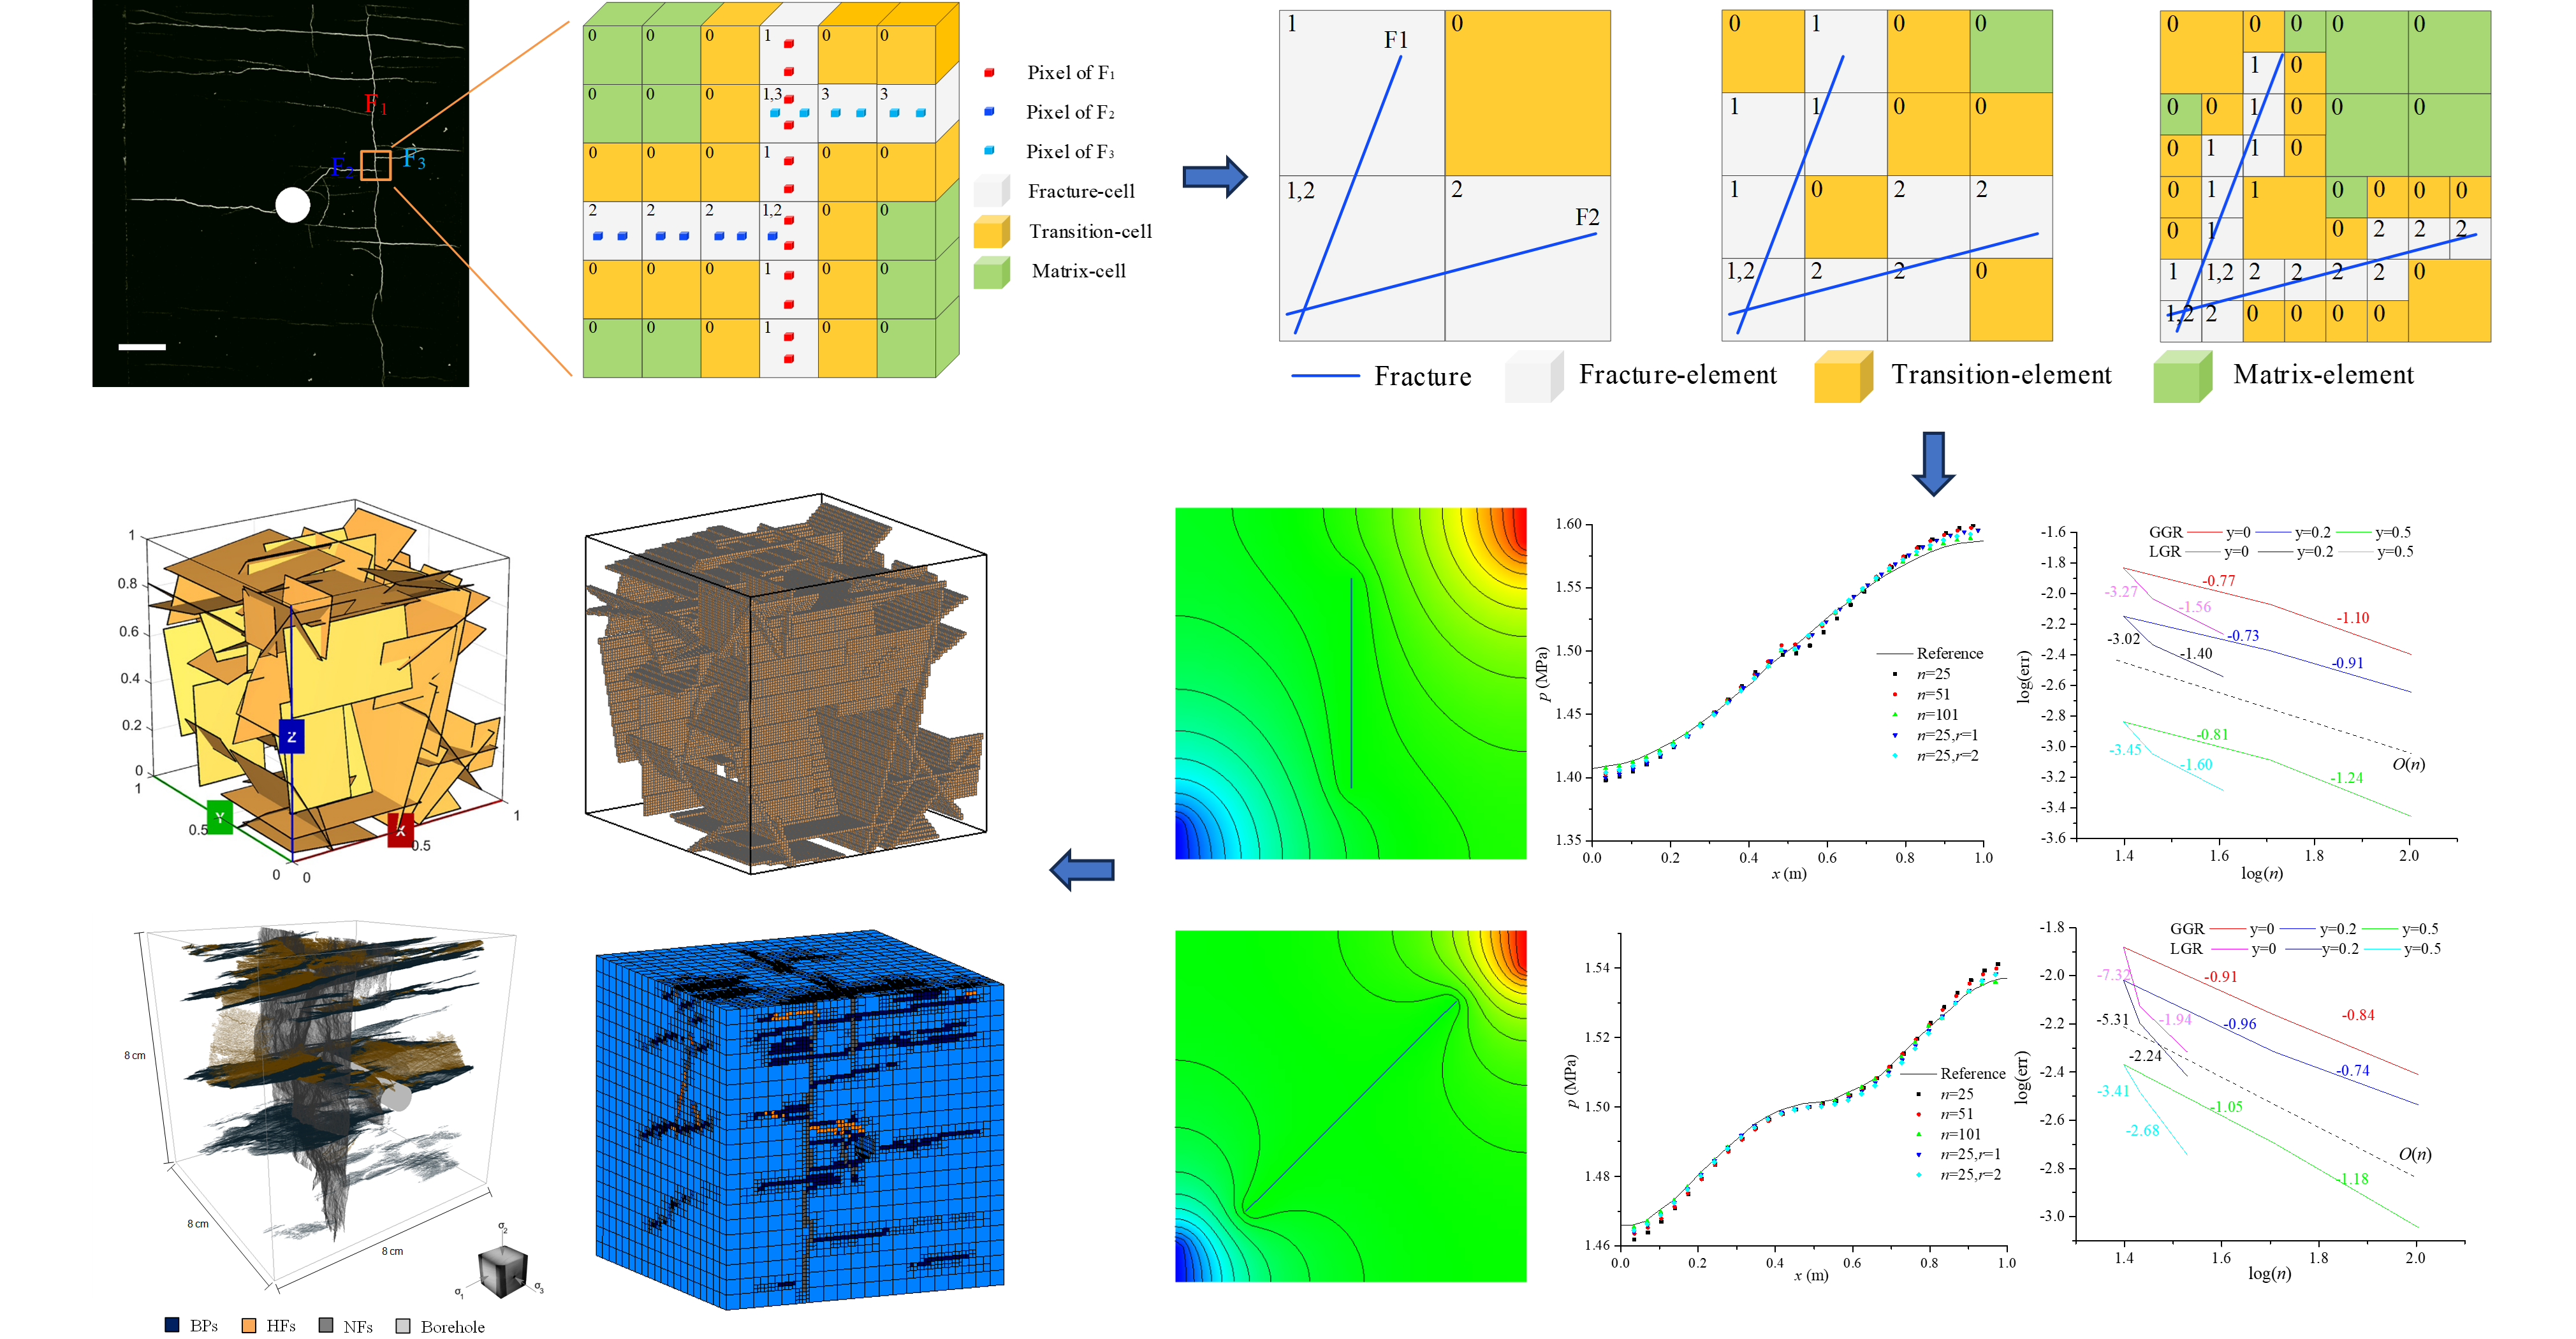 F1
F2
F3
0 0 0 1 0 0
0 0 0 1,3 3 3
0 0 0 1 0 0
2 2 2 1,2 0 0
0 0 0 1 0 0
0 0 0 1 0 0
Pixel of F1
Pixel of F2
Pixel of F3
Fracture-cell
Transition-cell
Matrix-cell
1 F1 0
1,2 2 F2
0 1 0 0
1 1 0 0
1 0 2 2
1,2 2 2 0
0 0 0 0 0
1 0
0 0 1 0 0 0
0 1 1 0
0 1 1 0 0 0 0
0 1 0 2 2 2
1 1,2 2 2 2 2 0
1,2 2 0 0 0 0
Fracture Fracture-element Transition-element Matrix-element
1
0.8
0.6
0.4
0.2
0
1
0.5
0
0
0.5
1
X
Y
Z
1.60
1.55
1.50
1.45
1.40
1.35
p (MPa)
Reference
n=25
n=51
n=101
n=25,r=1
n=25,r=2
0.0 0.2 0.4 0.6 0.8 1.0
x (m)
GGR y=0 y=0.2 y=0.5
LGR y=0 y=0.2 y=0.5
-1.6
-1.8
-2.0
-2.2
-2.4
-2.6
-2.8
-3.0
-3.2
-3.4
-3.6
log(err)
-0.77
-3.27
-1.56
-1.10
-0.73
-3.02
-1.40
-0.91
-0.81
-3.45
-1.60
O(n)
-1.24
1.4 1.6 1.8 2.0
log(n)
8 cm
8 cm
8 cm
σ2
σ1
σ3
BPs HFs NFs Borehole
1.54
1.52
1.50
1.48
1.46
p (MPa)
Reference
n=25
n=51
n=101
n=25,r=1
n=25,r=2
0.0 0.2 0.4 0.6 0.8 1.0
x (m)
GGR y=0 y=0.2 y=0.5
LGR y=0 y=0.2 y=0.5
-1.8
-2.0
-2.2
-2.4
-2.6
-2.8
-3.0
log(err)
-7.32
-0.91
-0.84
-5.31
-1.94
-0.96
-2.24
-0.74
-3.41
-1.05
-2.68
O(n)
-1.18
1.4 1.6 1.8 2.0
log(n)